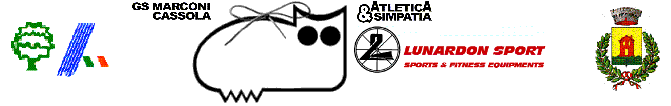 GS MARCONI
CASSOLA
ATLETICA
& SIMPATIA
LUNARDON SPORT
SPORTS & FITNESS EQUIPMENTS